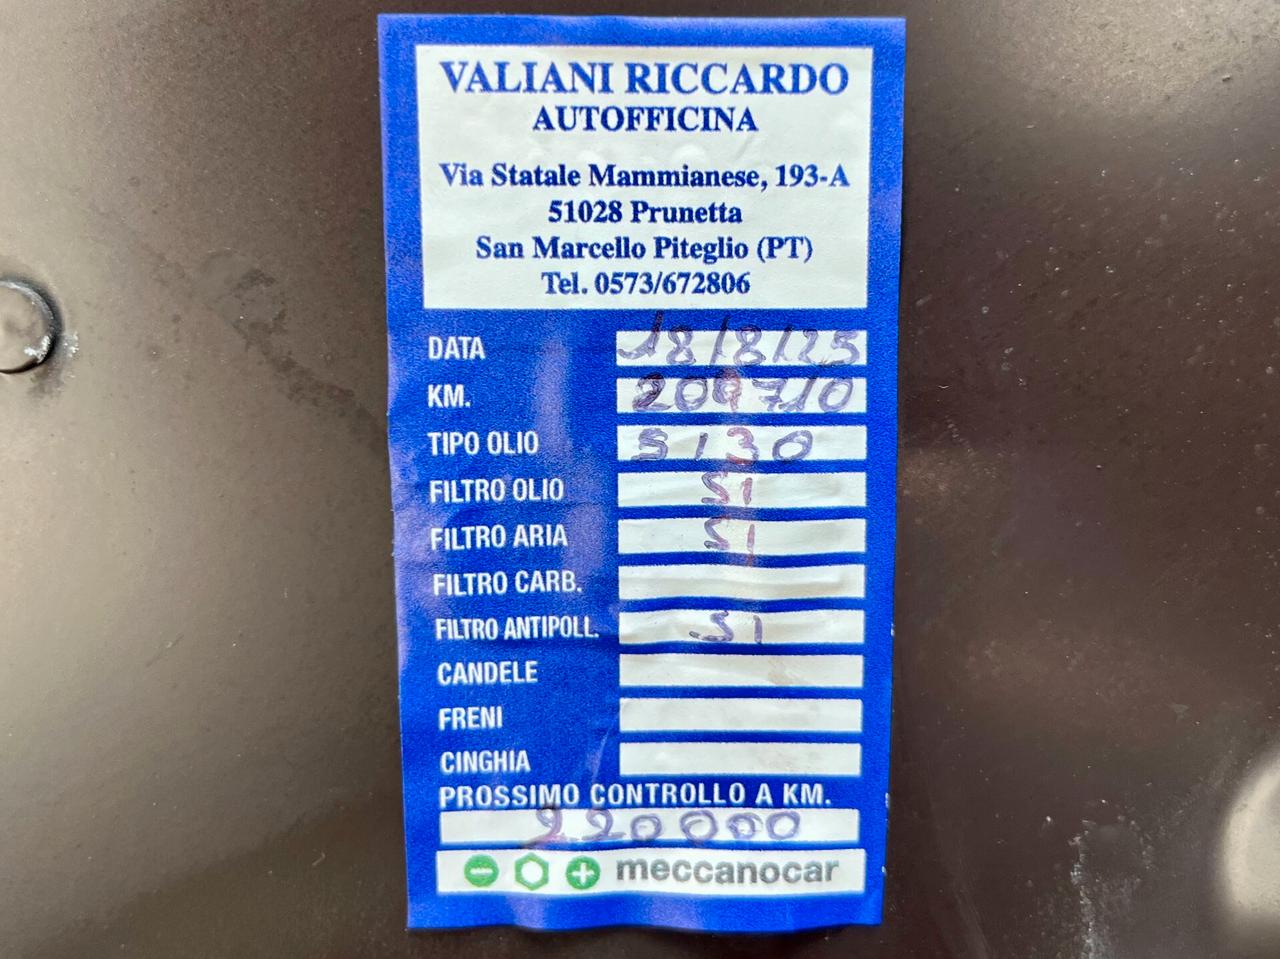 VALIANI RICCARDO
AUTOFFICINA
Via Statale Mammianese, 193-A
51028 Prunetta
San Marcello Piteglio (PT)
Tel. 0573/672806
DATA 18/8/25
KM. 209710
TIPO OLIO 5/30
FILTRO OLIO SI
FILTRO ARIA SI
FILTRO CARB.
FILTRO ANTIPOLL. SI
CANDELE
FRENI
CINGHIA
PROSSIMO CONTROLLO A KM.
220000
meccanocar